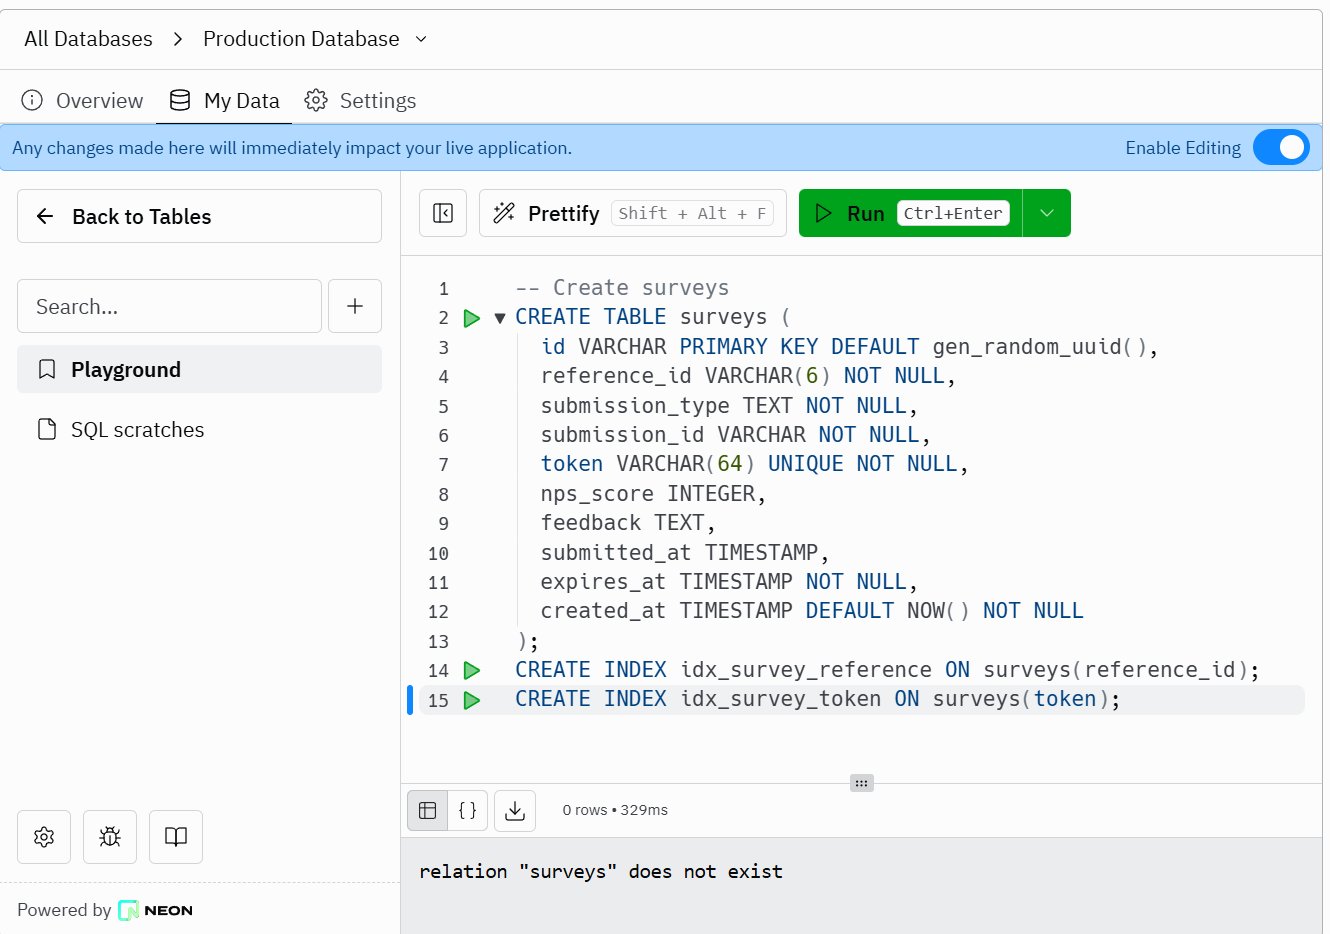 All Databases > Production Database
Overview My Data Settings
Any changes made here will immediately impact your live application. Enable Editing
Back to Tables
Search...
Playground
SQL scratches
Powered by NEON
Prettify Shift + Alt + F Run Ctrl+Enter
1 -- Create surveys
2 CREATE TABLE surveys (
3 id VARCHAR PRIMARY KEY DEFAULT gen_random_uuid(),
4 reference_id VARCHAR(6) NOT NULL,
5 submission_type TEXT NOT NULL,
6 submission_id VARCHAR NOT NULL,
7 token VARCHAR(64) UNIQUE NOT NULL,
8 nps_score INTEGER,
9 feedback TEXT,
10 submitted_at TIMESTAMP,
11 expires_at TIMESTAMP NOT NULL,
12 created_at TIMESTAMP DEFAULT NOW() NOT NULL
13 );
14 CREATE INDEX idx_survey_reference ON surveys(reference_id);
15 CREATE INDEX idx_survey_token ON surveys(token);
{ } 0 rows • 329ms
relation "surveys" does not exist